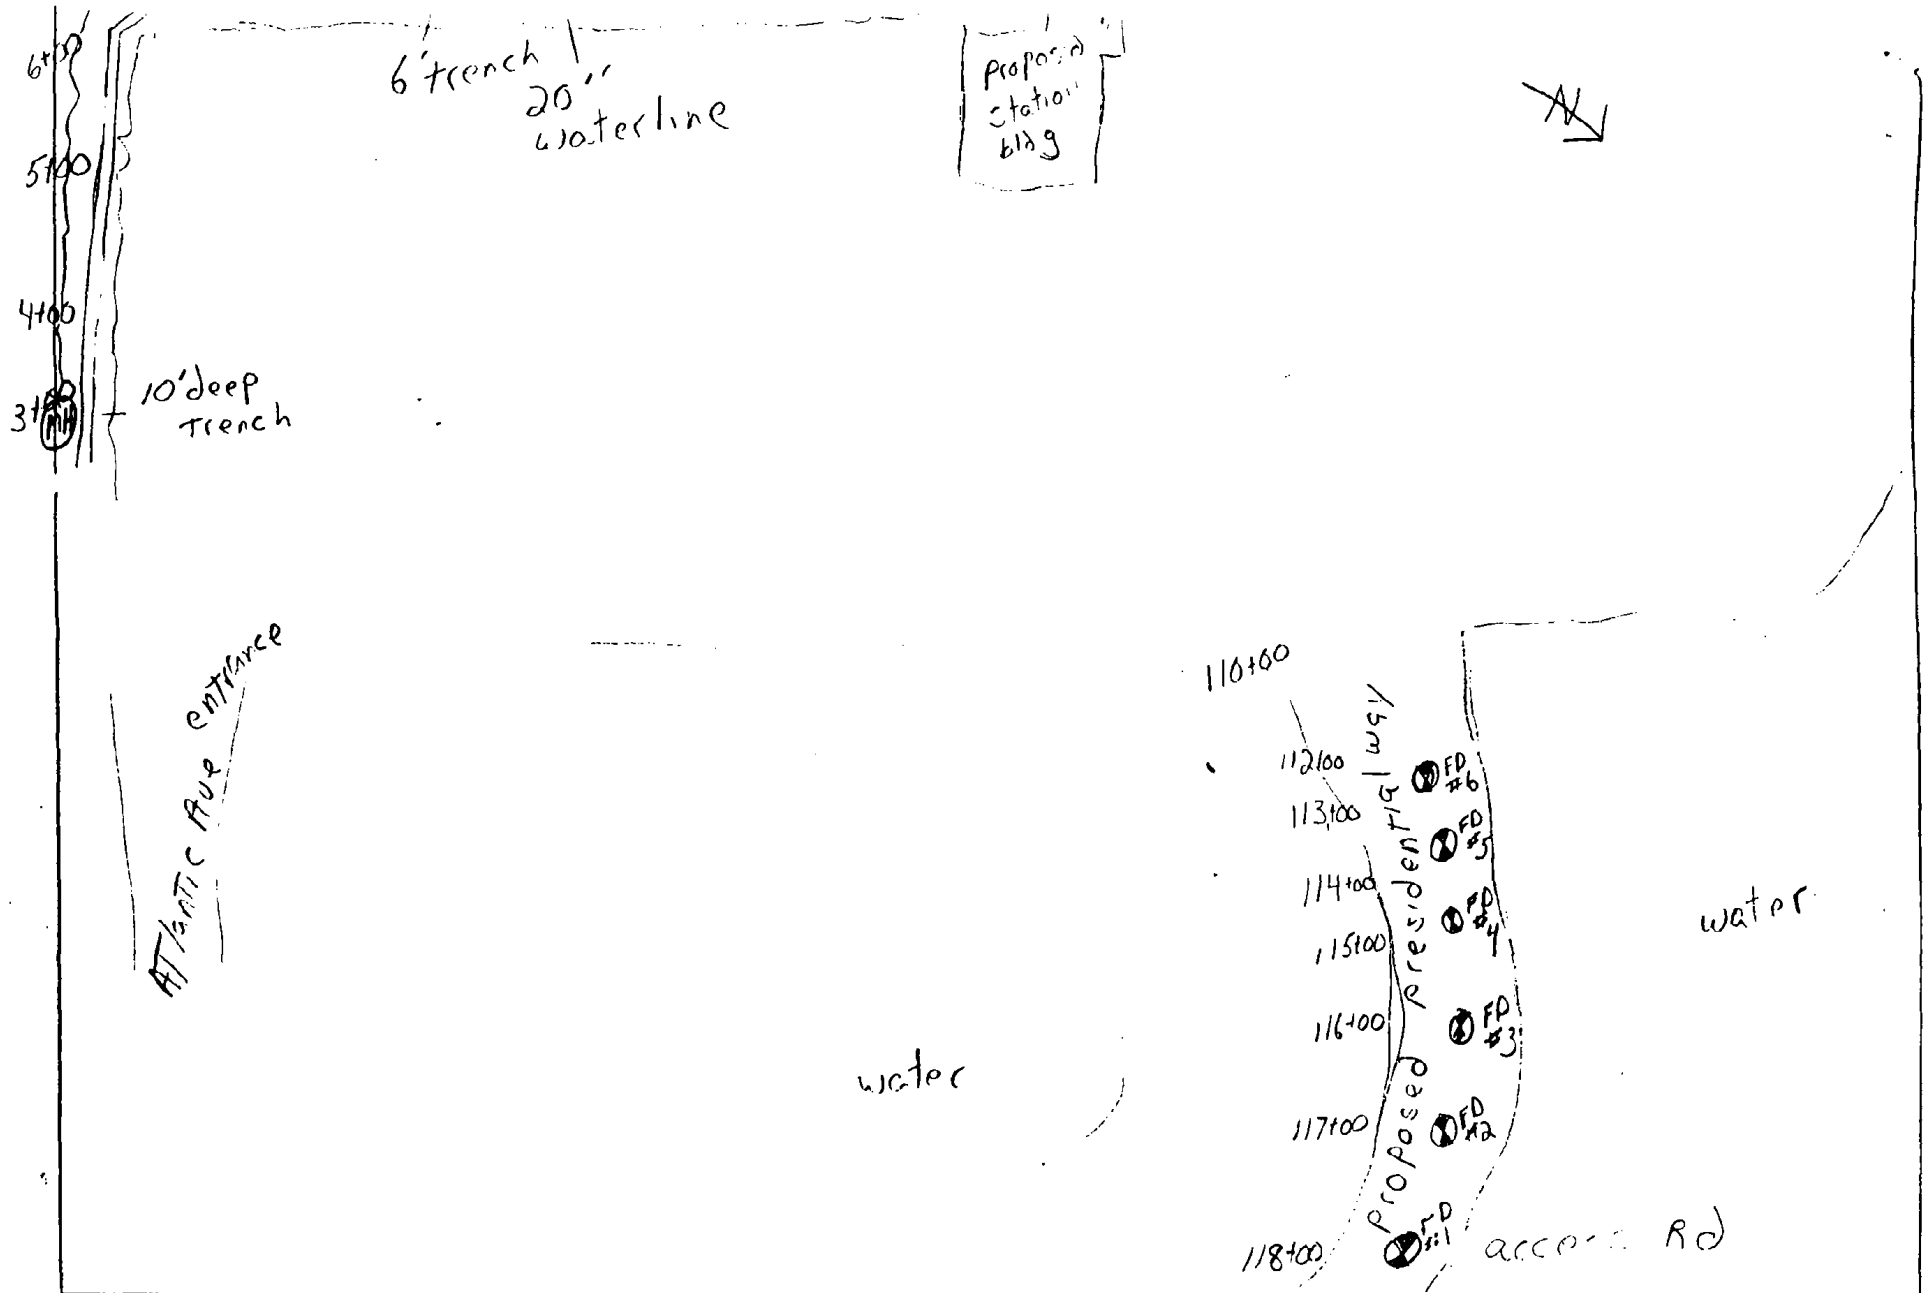 6+00
6' trench
20"
waterline
proposed
station
bldg
N
5+00
4+00
3+00
MH
10' deep
trench
Atlantic Ave entrance
110+00
112+00
113+00
114+00
115+00
116+00
117+00
118+00
proposed pressidential way
FD
#6
FD
#5
FD
#4
FD
#3
FD
#2
FD
#1
water
water
access Rd